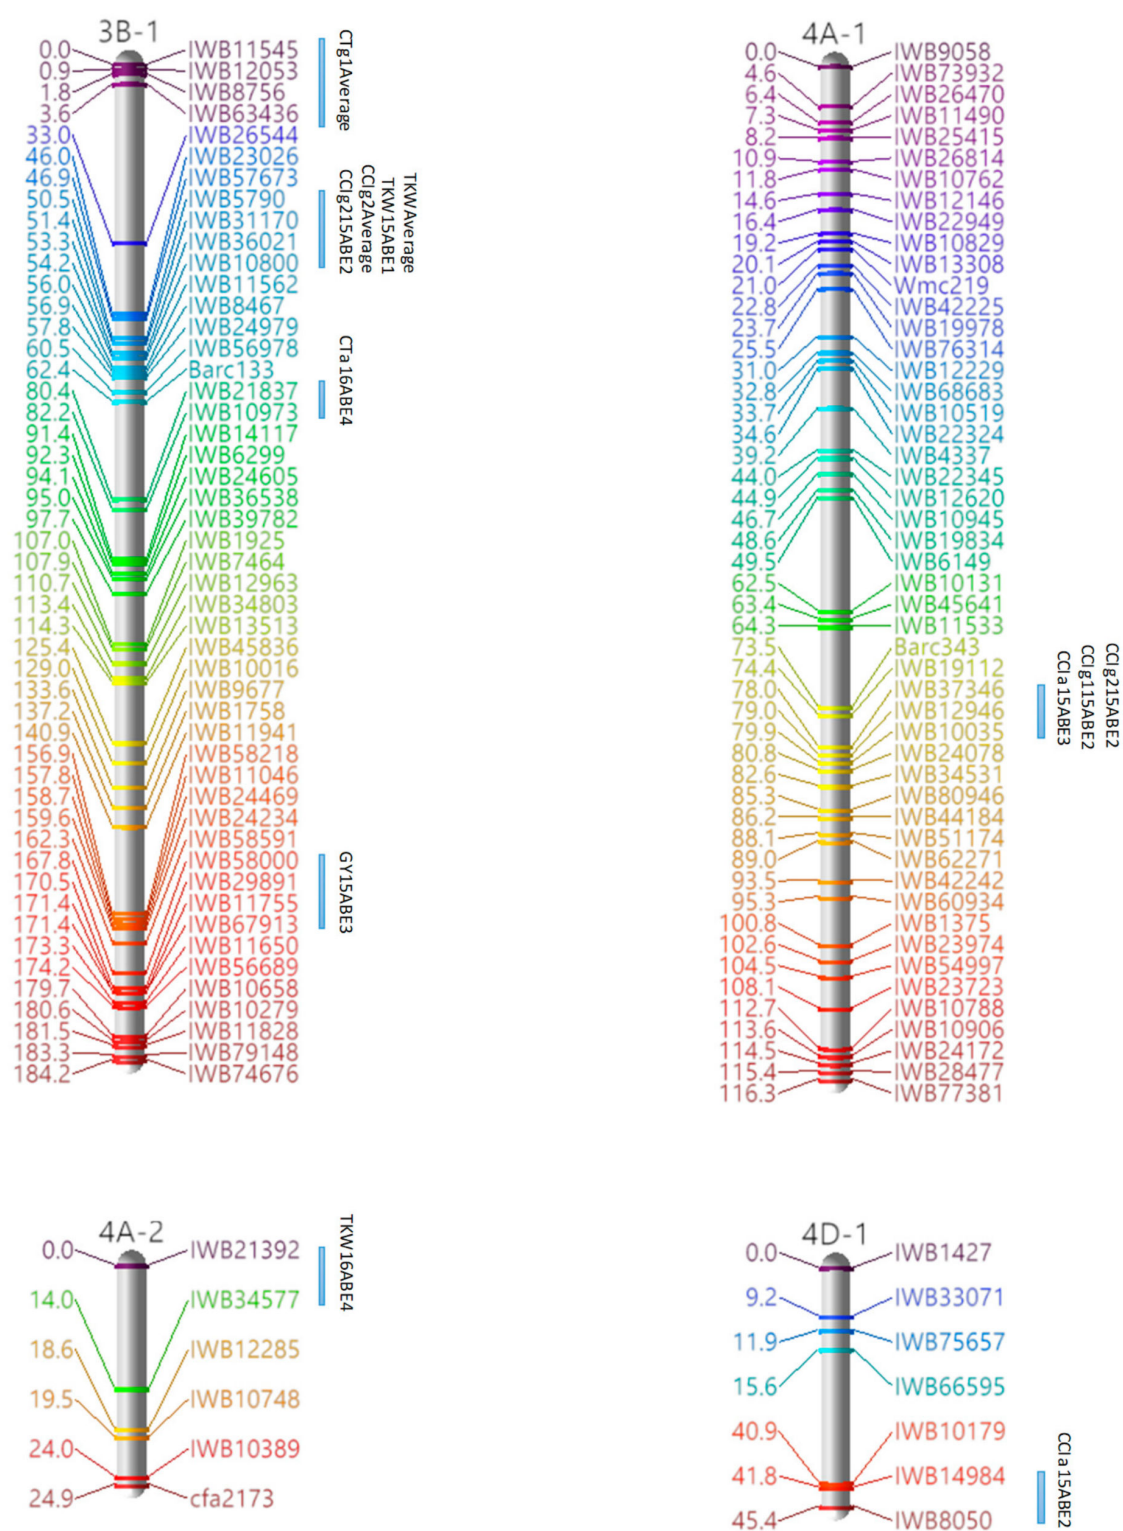 3B-1
0.0 IWB11545
0.9 IWB12053
1.8 IWB8756
3.6 IWB63436
33.0 IWB26544
46.0 IWB23026
46.9 IWB57673
50.5 IWB5790
51.4 IWB31170
53.3 IWB36021
54.2 IWB10800
56.0 IWB11562
56.9 IWB8467
57.8 IWB24979
60.5 IWB56978
62.4 Barc133
80.4 IWB21837
82.2 IWB10973
91.4 IWB14117
92.3 IWB6299
94.1 IWB24605
95.0 IWB36538
97.7 IWB39782
107.0 IWB1925
107.9 IWB7464
110.7 IWB12963
113.4 IWB34803
114.3 IWB13513
125.4 IWB45836
129.0 IWB10016
133.6 IWB9677
137.2 IWB1758
140.9 IWB11941
156.9 IWB58218
157.8 IWB11046
158.7 IWB24469
159.6 IWB24234
162.3 IWB58591
167.8 IWB58000
170.5 IWB29891
171.4 IWB11755
171.4 IWB67913
173.3 IWB11650
174.2 IWB56689
179.7 IWB10658
180.6 IWB10279
181.5 IWB11828
183.3 IWB79148
184.2 IWB74676
CTg1Average
TKWAverage
TKW15ABE1
CCIg2Average
CCIg215ABE2
CTa16ABE4
GY15ABE3
4A-1
0.0 IWB9058
4.6 IWB73932
6.4 IWB26470
7.3 IWB11490
8.2 IWB25415
10.9 IWB26814
11.8 IWB10762
14.6 IWB12146
16.4 IWB22949
19.2 IWB10829
20.1 IWB13308
21.0 Wmc219
22.8 IWB42225
23.7 IWB19978
25.5 IWB76314
31.0 IWB12229
32.8 IWB68683
33.7 IWB10519
34.6 IWB22324
39.2 IWB4337
44.0 IWB22345
44.9 IWB12620
46.7 IWB10945
48.6 IWB19834
49.5 IWB6149
62.5 IWB10131
63.4 IWB45641
64.3 IWB11533
73.5 Barc343
74.4 IWB19112
78.0 IWB37346
79.0 IWB12946
79.9 IWB10035
80.8 IWB24078
82.6 IWB34531
85.3 IWB80946
86.2 IWB44184
88.1 IWB51174
89.0 IWB62271
93.5 IWB42242
95.3 IWB60934
100.8 IWB1375
102.6 IWB23974
104.5 IWB54997
108.1 IWB23723
112.7 IWB10788
113.6 IWB10906
114.5 IWB24172
115.4 IWB28477
116.3 IWB77381
CCIg215ABE2
CCIg115ABE2
CCIa15ABE3
4A-2
0.0 IWB21392
14.0 IWB34577
18.6 IWB12285
19.5 IWB10748
24.0 IWB10389
24.9 cfa2173
TKW16ABE4
4D-1
0.0 IWB1427
9.2 IWB33071
11.9 IWB75657
15.6 IWB66595
40.9 IWB10179
41.8 IWB14984
45.4 IWB8050
CCIa15ABE2